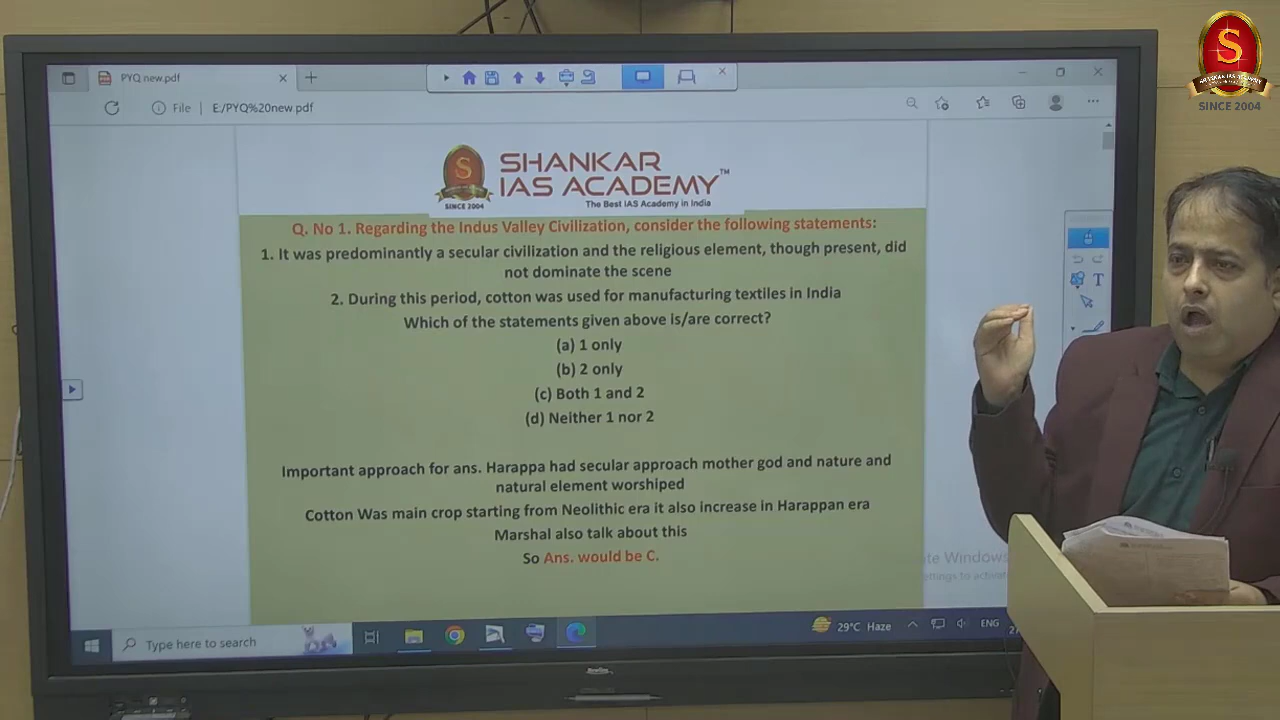 PYQ new.pdf
File | E:/PYQ%20new.pdf
SHANKAR
IAS ACADEMY™
The Best IAS Academy in India
SINCE 2004
Q. No 1. Regarding the Indus Valley Civilization, consider the following statements:
1. It was predominantly a secular civilization and the religious element, though present, did
not dominate the scene
2. During this period, cotton was used for manufacturing textiles in India
Which of the statements given above is/are correct?
(a) 1 only
(b) 2 only
(c) Both 1 and 2
(d) Neither 1 nor 2
Important approach for ans. Harappa had secular approach mother god and nature and
natural element worshiped
Cotton Was main crop starting from Neolithic era it also increase in Harappan era
Marshal also talk about this
So Ans. would be C.
Type here to search
29°C Haze
ENG
S
SINCE 2004
T